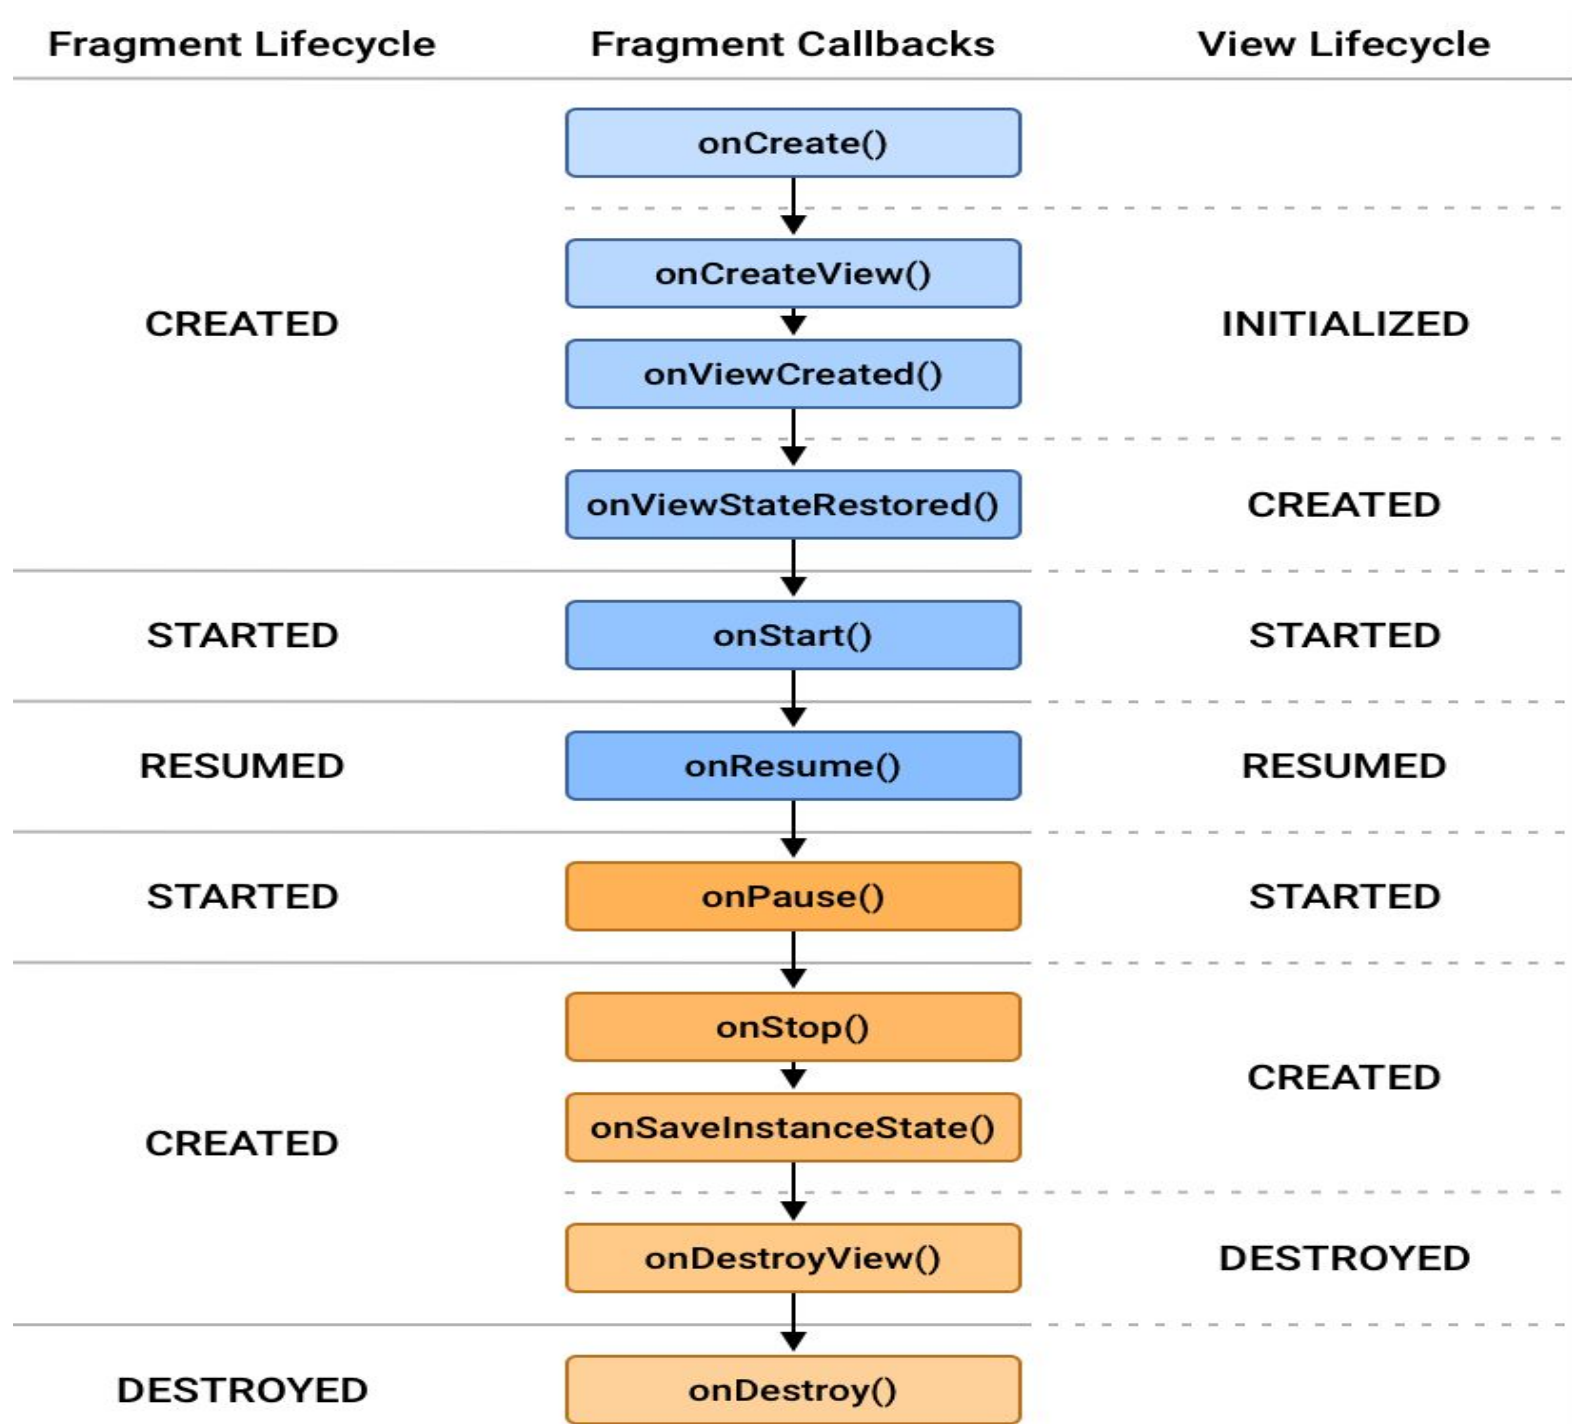 Fragment Lifecycle Fragment Callbacks View Lifecycle
onCreate()
onCreateView()
CREATED INITIALIZED
onViewCreated()
onViewStateRestored() CREATED
STARTED onStart() STARTED
RESUMED onResume() RESUMED
STARTED onPause() STARTED
onStop()
CREATED
onSaveInstanceState()
CREATED
onDestroyView() DESTROYED
DESTROYED onDestroy()